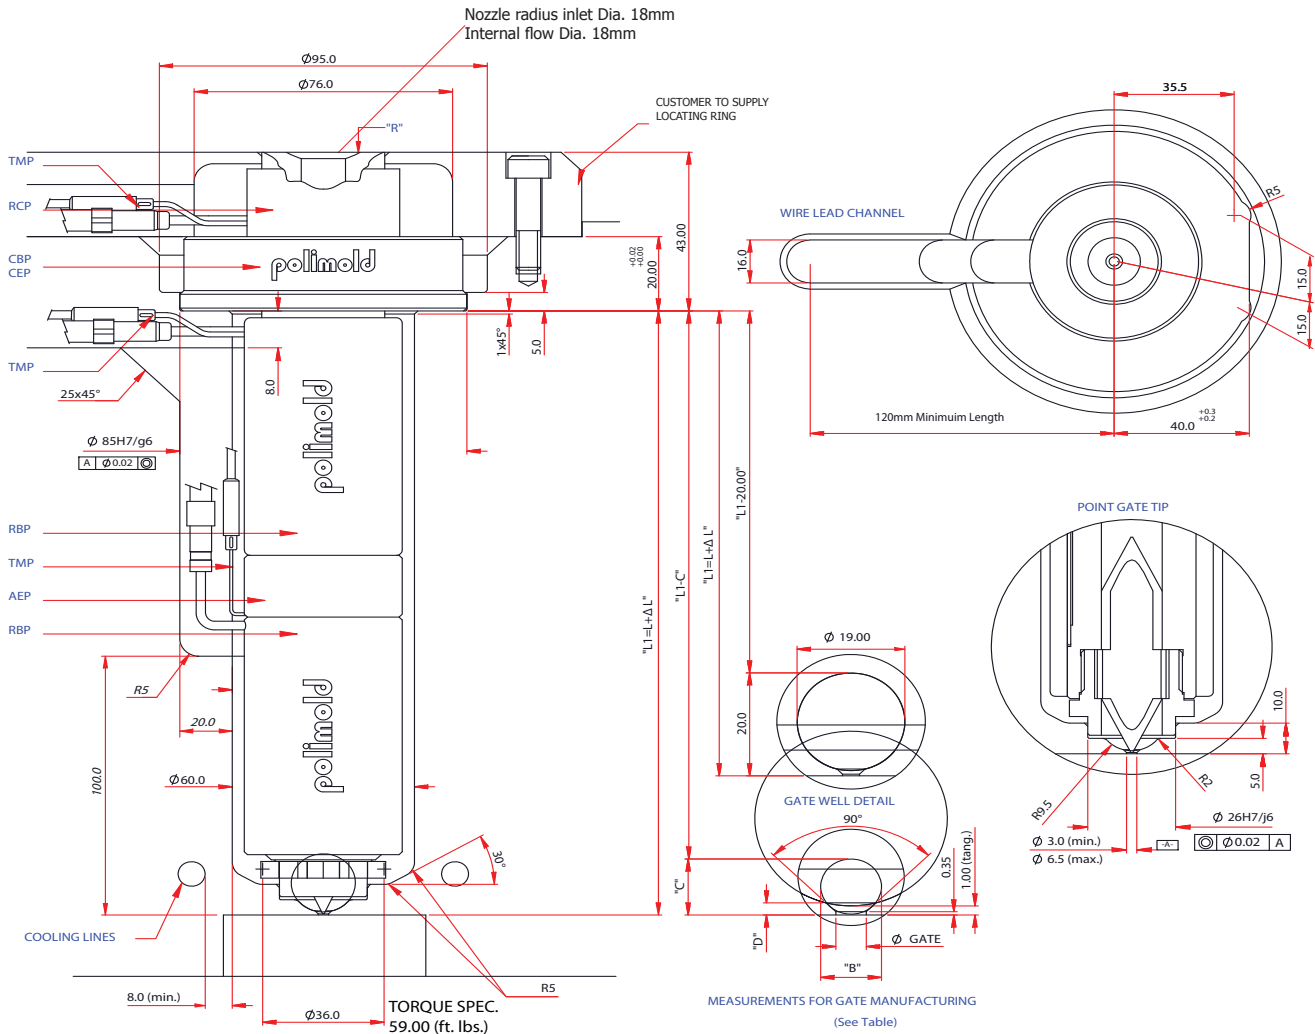 Nozzle radius inlet Dia. 18mm
Internal flow Dia. 18mm
Ø95.0
Ø76.0
"R"
CUSTOMER TO SUPPLY
LOCATING RING
TMP
RCP
CBP
CEP
polimold
43.00
+0.02
+0.00
20.00
TMP
1x45°
5.0
8.0
25x45°
Ø 85H7/g6
A Ø0.02 ◎
polimold
RBP
TMP
AEP
RBP
polimold
R5
20.0
100.0
Ø60.0
30°
COOLING LINES
8.0 (min.)
Ø36.0
TORQUE SPEC.
59.00 (ft. lbs.)
R5
"L1=L+Δ L"
"L1-C"
"L1=L+Δ L"
"L1-20.00"
"C"
20.0
Ø 19.00
GATE WELL DETAIL
90°
0.35
1.00 (tang.)
"D"
Ø GATE
"B"
MEASUREMENTS FOR GATE MANUFACTURING
(See Table)
35.5
R5
WIRE LEAD CHANNEL
16.0
15.0
15.0
120mm Minimuim Length
+0.3
+0.2
40.0
POINT GATE TIP
10.0
5.0
R2
R9.5
Ø 26H7/j6
Ø 3.0 (min.)
Ø 6.5 (max.)
-A-
◎ Ø0.02 A